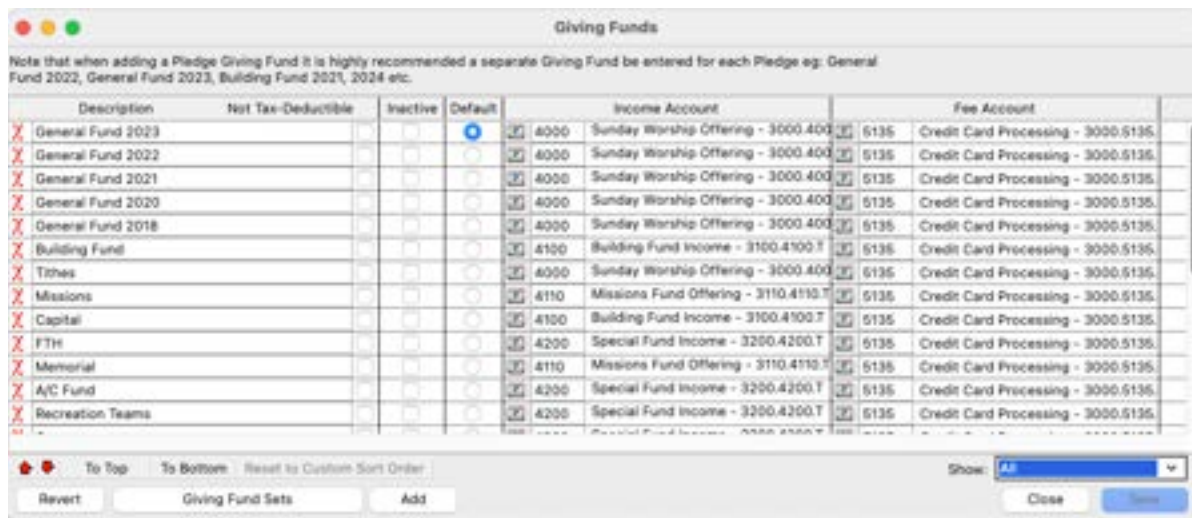 Giving Funds
Note that when adding a Pledge Giving Fund it is highly recommended a separate Giving Fund be entered for each Pledge eg: General
Fund 2022, General Fund 2023, Building Fund 2021, 2024 etc.
Description Not Tax-Deductible Inactive Default Income Account Fee Account
General Fund 2023 4000 Sunday Worship Offering - 3000.400 5135 Credit Card Processing - 3000.5135.
General Fund 2022 4000 Sunday Worship Offering - 3000.400 5135 Credit Card Processing - 3000.5135.
General Fund 2021 4000 Sunday Worship Offering - 3000.400 5135 Credit Card Processing - 3000.5135.
General Fund 2020 4000 Sunday Worship Offering - 3000.400 5135 Credit Card Processing - 3000.5135.
General Fund 2018 4000 Sunday Worship Offering - 3000.400 5135 Credit Card Processing - 3000.5135.
Building Fund 4100 Building Fund Income - 3100.4100.T 5135 Credit Card Processing - 3000.5135.
Tithes 4000 Sunday Worship Offering - 3000.400 5135 Credit Card Processing - 3000.5135.
Missions 4110 Missions Fund Offering - 3110.4110.T 5135 Credit Card Processing - 3000.5135.
Capital 4100 Building Fund Income - 3100.4100.T 5135 Credit Card Processing - 3000.5135.
FTH 4200 Special Fund Income - 3200.4200.T 5135 Credit Card Processing - 3000.5135.
Memorial 4110 Missions Fund Offering - 3110.4110.T 5135 Credit Card Processing - 3000.5135.
A/C Fund 4200 Special Fund Income - 3200.4200.T 5135 Credit Card Processing - 3000.5135.
Recreation Teams 4200 Special Fund Income - 3200.4200.T 5135 Credit Card Processing - 3000.5135.
To Top To Bottom Reset to Custom Sort Order Show: All
Revert Giving Fund Sets Add Close Save